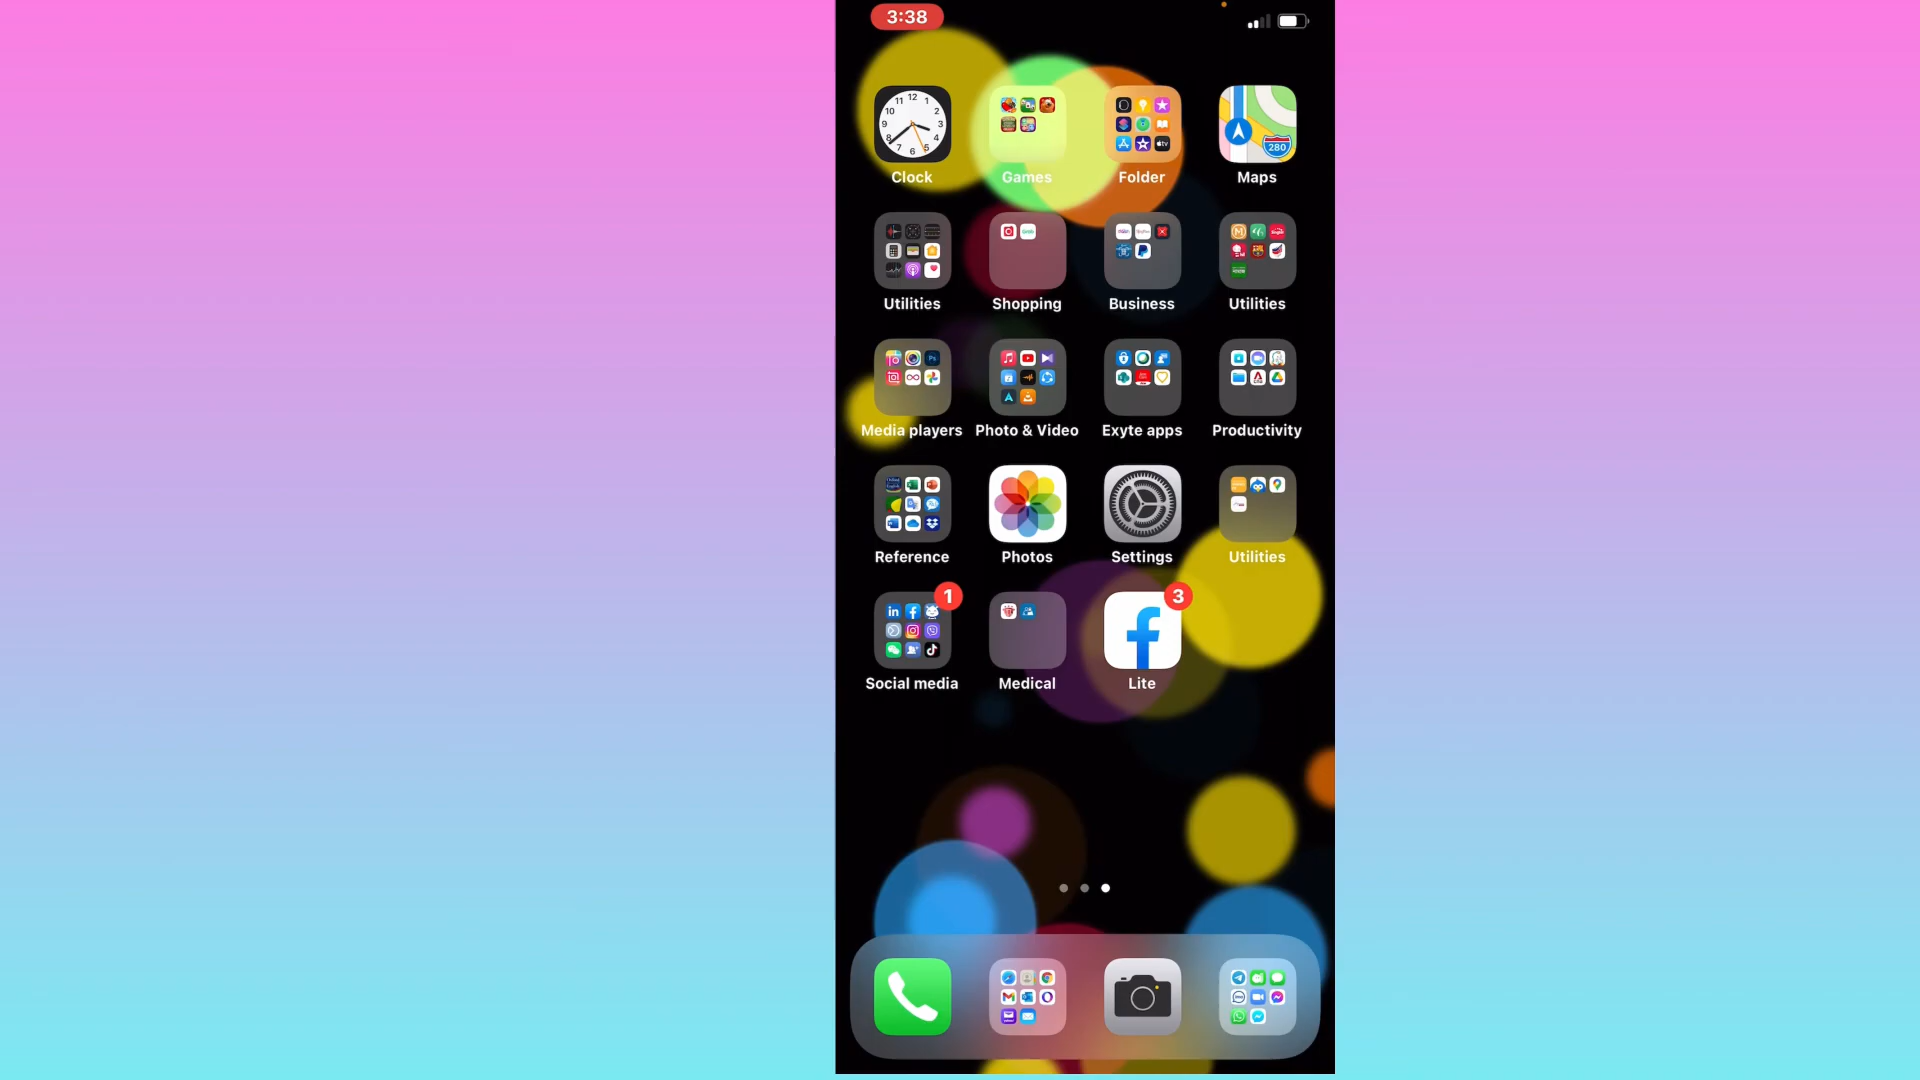 3:38
Clock
Games
Folder
280
Maps
Utilities
Shopping
Business
Utilities
Media players
Photo & Video
Exyte apps
Productivity
Reference
Photos
Settings
Utilities
1
3
Social media
Medical
Lite